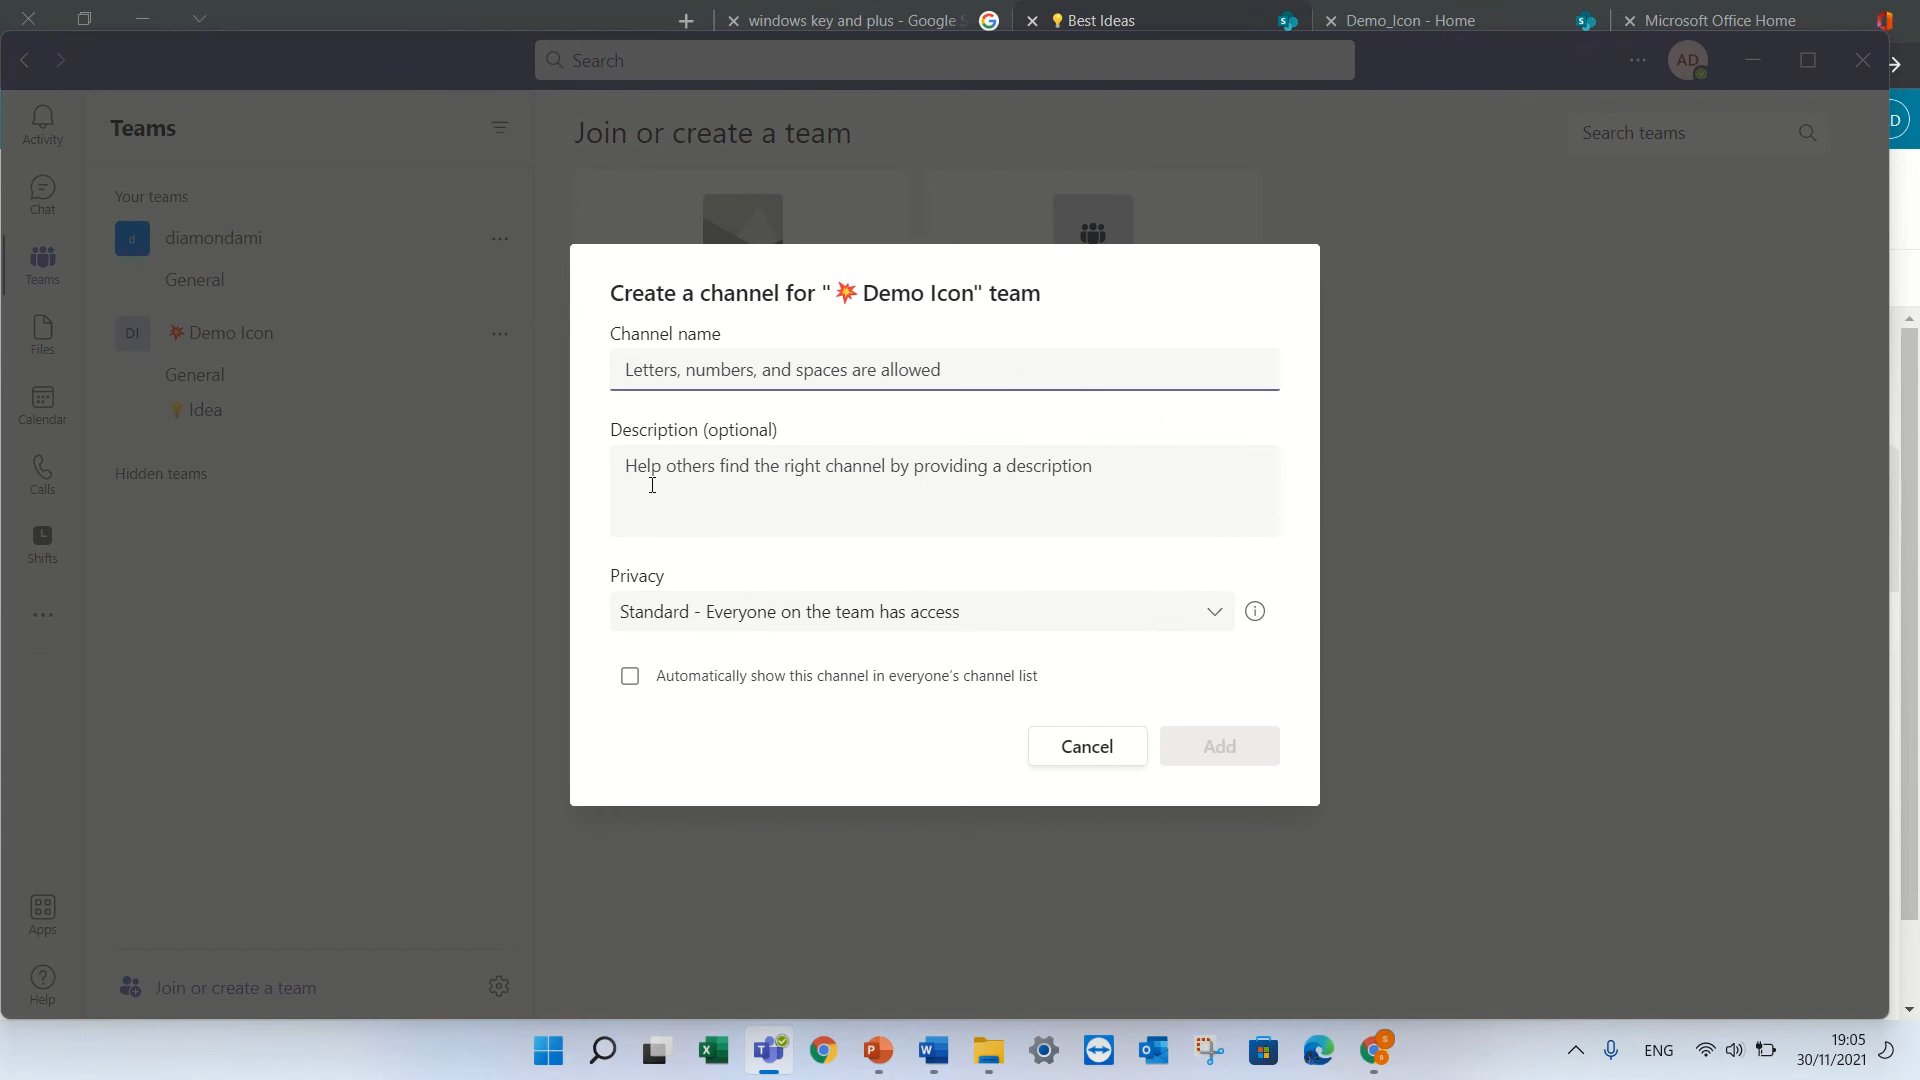 windows key and plus - Google S
💡Best Ideas
Demo_Icon - Home
Microsoft Office Home
Search
AD
Activity
Chat
Teams
Files
Calendar
Calls
Shifts
Apps
Help
Teams
Your teams
d diamondami
General
DI 💥Demo Icon
General
💡Idea
Hidden teams
Join or create a team
Join or create a team
Search teams
D
Create a channel for "💥Demo Icon" team
Channel name
Letters, numbers, and spaces are allowed
Description (optional)
Help others find the right channel by providing a description
Privacy
Standard - Everyone on the team has access
Automatically show this channel in everyone's channel list
Cancel
Add
ENG
19:05
30/11/2021